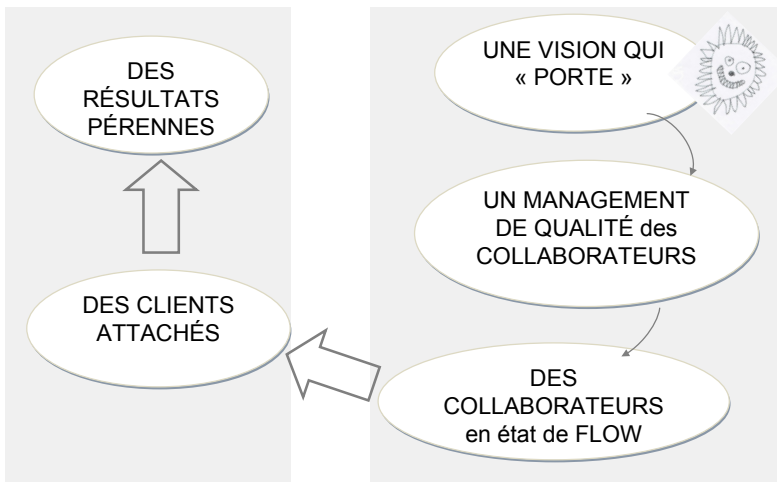 DES
RÉSULTATS
PÉRENNES
DES CLIENTS
ATTACHÉS
UNE VISION QUI
« PORTE »
UN MANAGEMENT
DE QUALITÉ des
COLLABORATEURS
DES
COLLABORATEURS
en état de FLOW